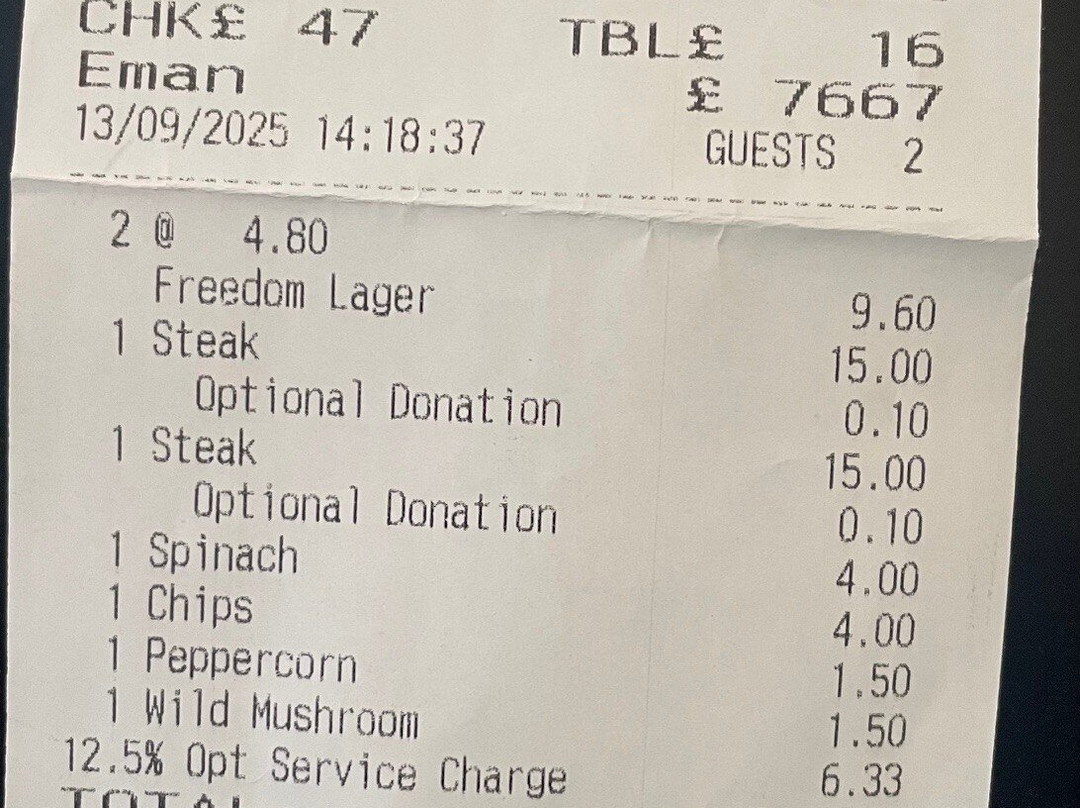 CHK£ 47 TBL£ 16
Eman £ 7667
13/09/2025 14:18:37 GUESTS 2
2 @ 4.80
Freedom Lager 9.60
1 Steak 15.00
Optional Donation 0.10
1 Steak 15.00
Optional Donation 0.10
1 Spinach 4.00
1 Chips 4.00
1 Peppercorn 1.50
1 Wild Mushroom 1.50
12.5% Opt Service Charge 6.33
TOTAL